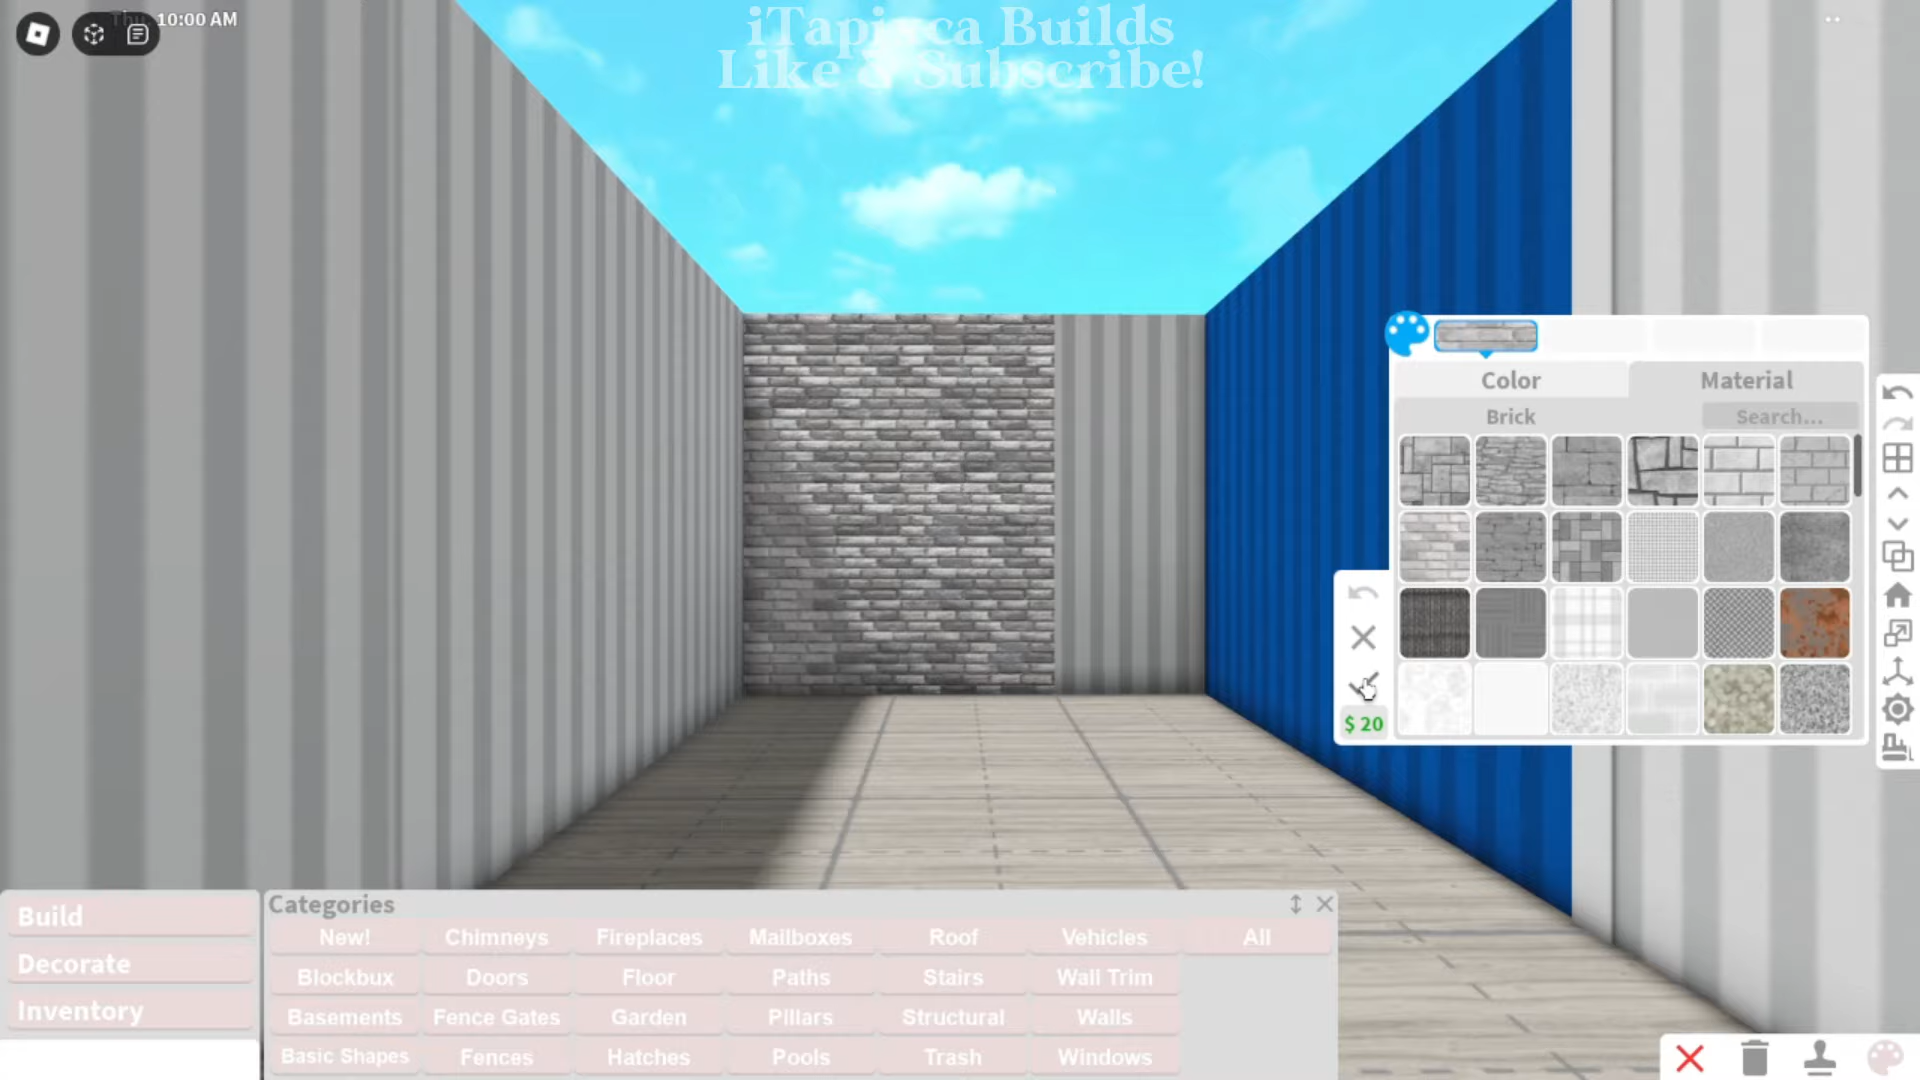 Thu, 10:00 AM
iTapioca Builds
Like & Subscribe!
Color
Material
Brick
Search...
$ 20
Build
Decorate
Inventory
Categories
New!
Chimneys
Fireplaces
Mailboxes
Roof
Vehicles
All
Blockbux
Doors
Floor
Paths
Stairs
Wall Trim
Basements
Fence Gates
Garden
Pillars
Structural
Walls
Basic Shapes
Fences
Hatches
Pools
Trash
Windows